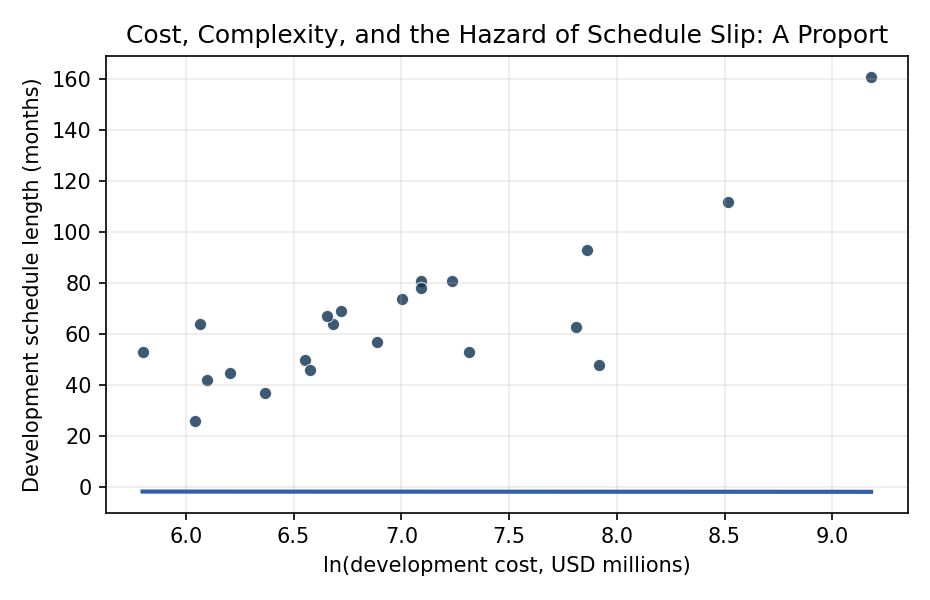 Cost, Complexity, and the Hazard of Schedule Slip: A Proport
Development schedule length (months)
160
140
120
100
80
60
40
20
0
6.0 6.5 7.0 7.5 8.0 8.5 9.0
ln(development cost, USD millions)